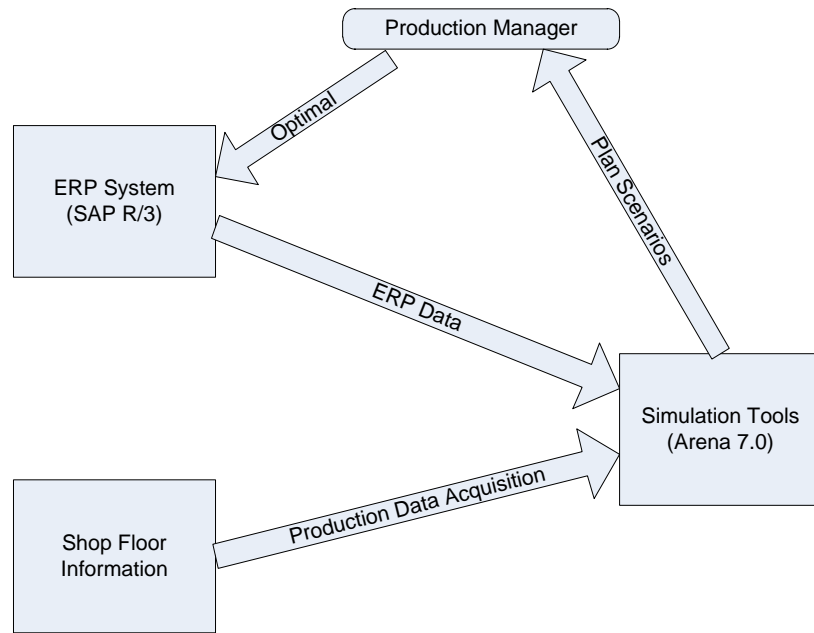 Production Manager
Optimal
Plan Scenarios
ERP System
(SAP R/3)
ERP Data
Simulation Tools
(Arena 7.0)
Production Data Acquisition
Shop Floor
Information